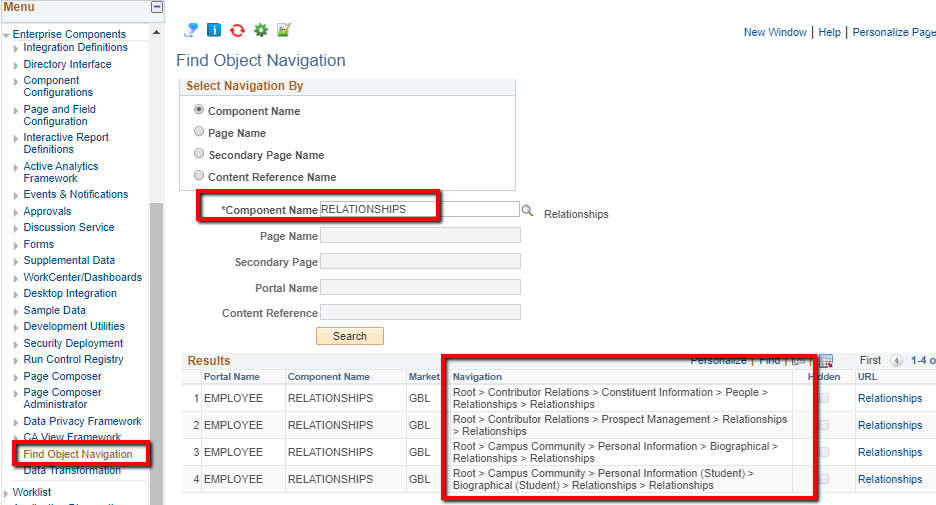 Menu
Enterprise Components
Integration Definitions
Directory Interface
Component
Configurations
Page and Field
Configuration
Interactive Report
Definitions
Active Analytics
Framework
Events & Notifications
Approvals
Discussion Service
Forms
Supplemental Data
WorkCenter/Dashboards
Desktop Integration
Sample Data
Development Utilities
Security Deployment
Run Control Registry
Page Composer
Page Composer
Administrator
Data Privacy Framework
CA View Framework
Find Object Navigation
Data Transformation
Worklist
New Window | Help | Personalize Page
Find Object Navigation
Select Navigation By
Component Name
Page Name
Secondary Page Name
Content Reference Name
*Component Name RELATIONSHIPS Relationships
Page Name
Secondary Page
Portal Name
Content Reference
Search
Results Personalize | Find | First 1-4 o
Portal Name Component Name Market Navigation Hidden URL
1 EMPLOYEE RELATIONSHIPS GBL Root > Contributor Relations > Constituent Information > People > Relationships
Relationships > Relationships
2 EMPLOYEE RELATIONSHIPS GBL Root > Contributor Relations > Prospect Management > Relationships Relationships
> Relationships
3 EMPLOYEE RELATIONSHIPS GBL Root > Campus Community > Personal Information > Biographical > Relationships
Relationships > Relationships
4 EMPLOYEE RELATIONSHIPS GBL Root > Campus Community > Personal Information (Student) > Relationships
Biographical (Student) > Relationships > Relationships